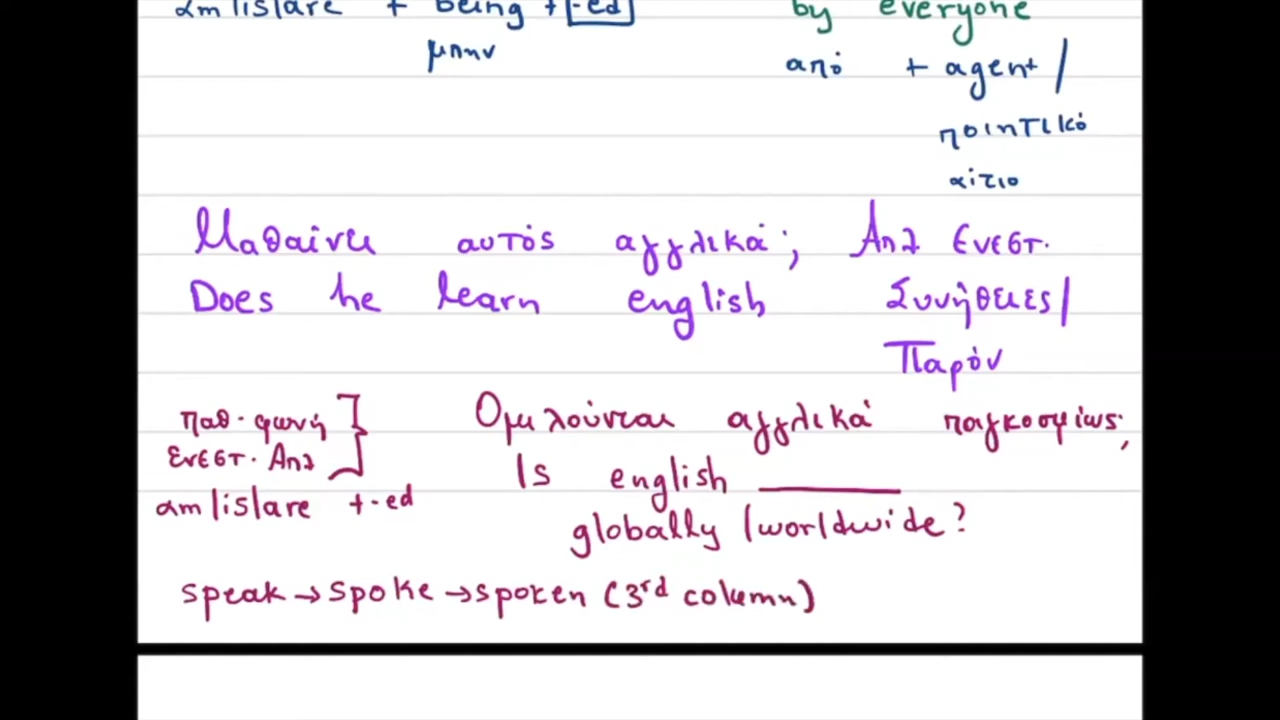 am/is/are + being + -ed by everyone
μπην από + agent/
ποιητικό
αίτιο
Μαθαίνει αυτός αγγλικά; Απλ Ενεστ.
Does he learn english Συνήθειες/
Παρόν
παθ. φωνή Ομιλούνται αγγλικά παγκοσμίως;
Ενεστ. Απλ Is english ______
am/is/are + -ed globally/worldwide?
speak → spoke → spoken (3rd column)